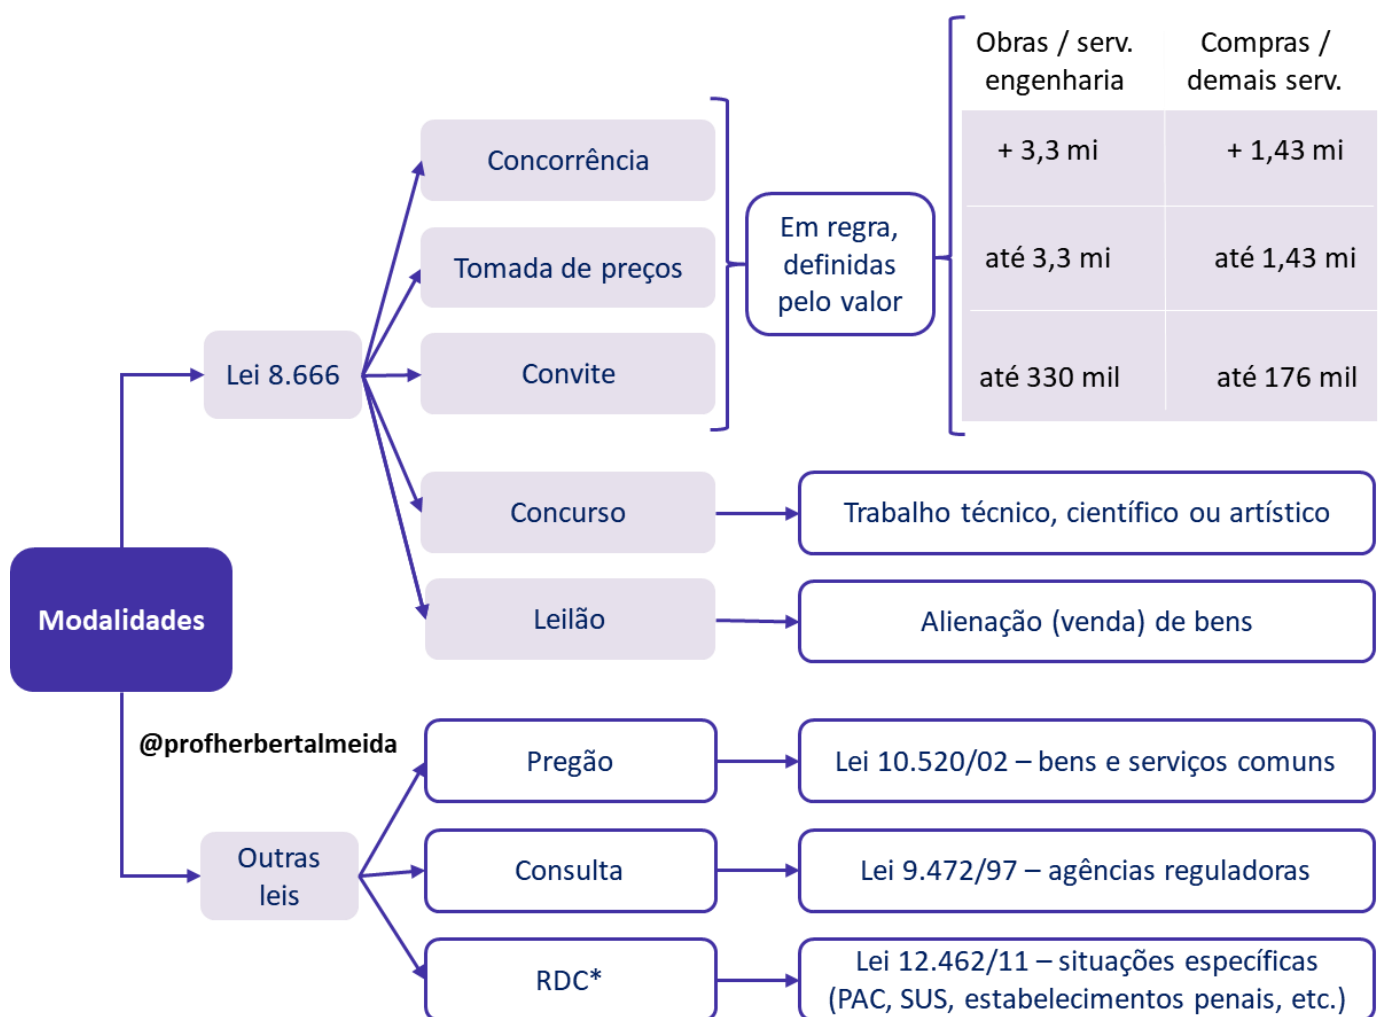 Obras / serv.
engenharia
Compras /
demais serv.
Concorrência
+ 3,3 mi
+ 1,43 mi
Tomada de preços
Em regra,
definidas
pelo valor
até 3,3 mi
até 1,43 mi
Lei 8.666
Convite
até 330 mil
até 176 mil
Concurso
Trabalho técnico, científico ou artístico
Modalidades
Leilão
Alienação (venda) de bens
@profherbertalmeida
Pregão
Lei 10.520/02 – bens e serviços comuns
Outras
leis
Consulta
Lei 9.472/97 – agências reguladoras
RDC*
Lei 12.462/11 – situações específicas
(PAC, SUS, estabelecimentos penais, etc.)